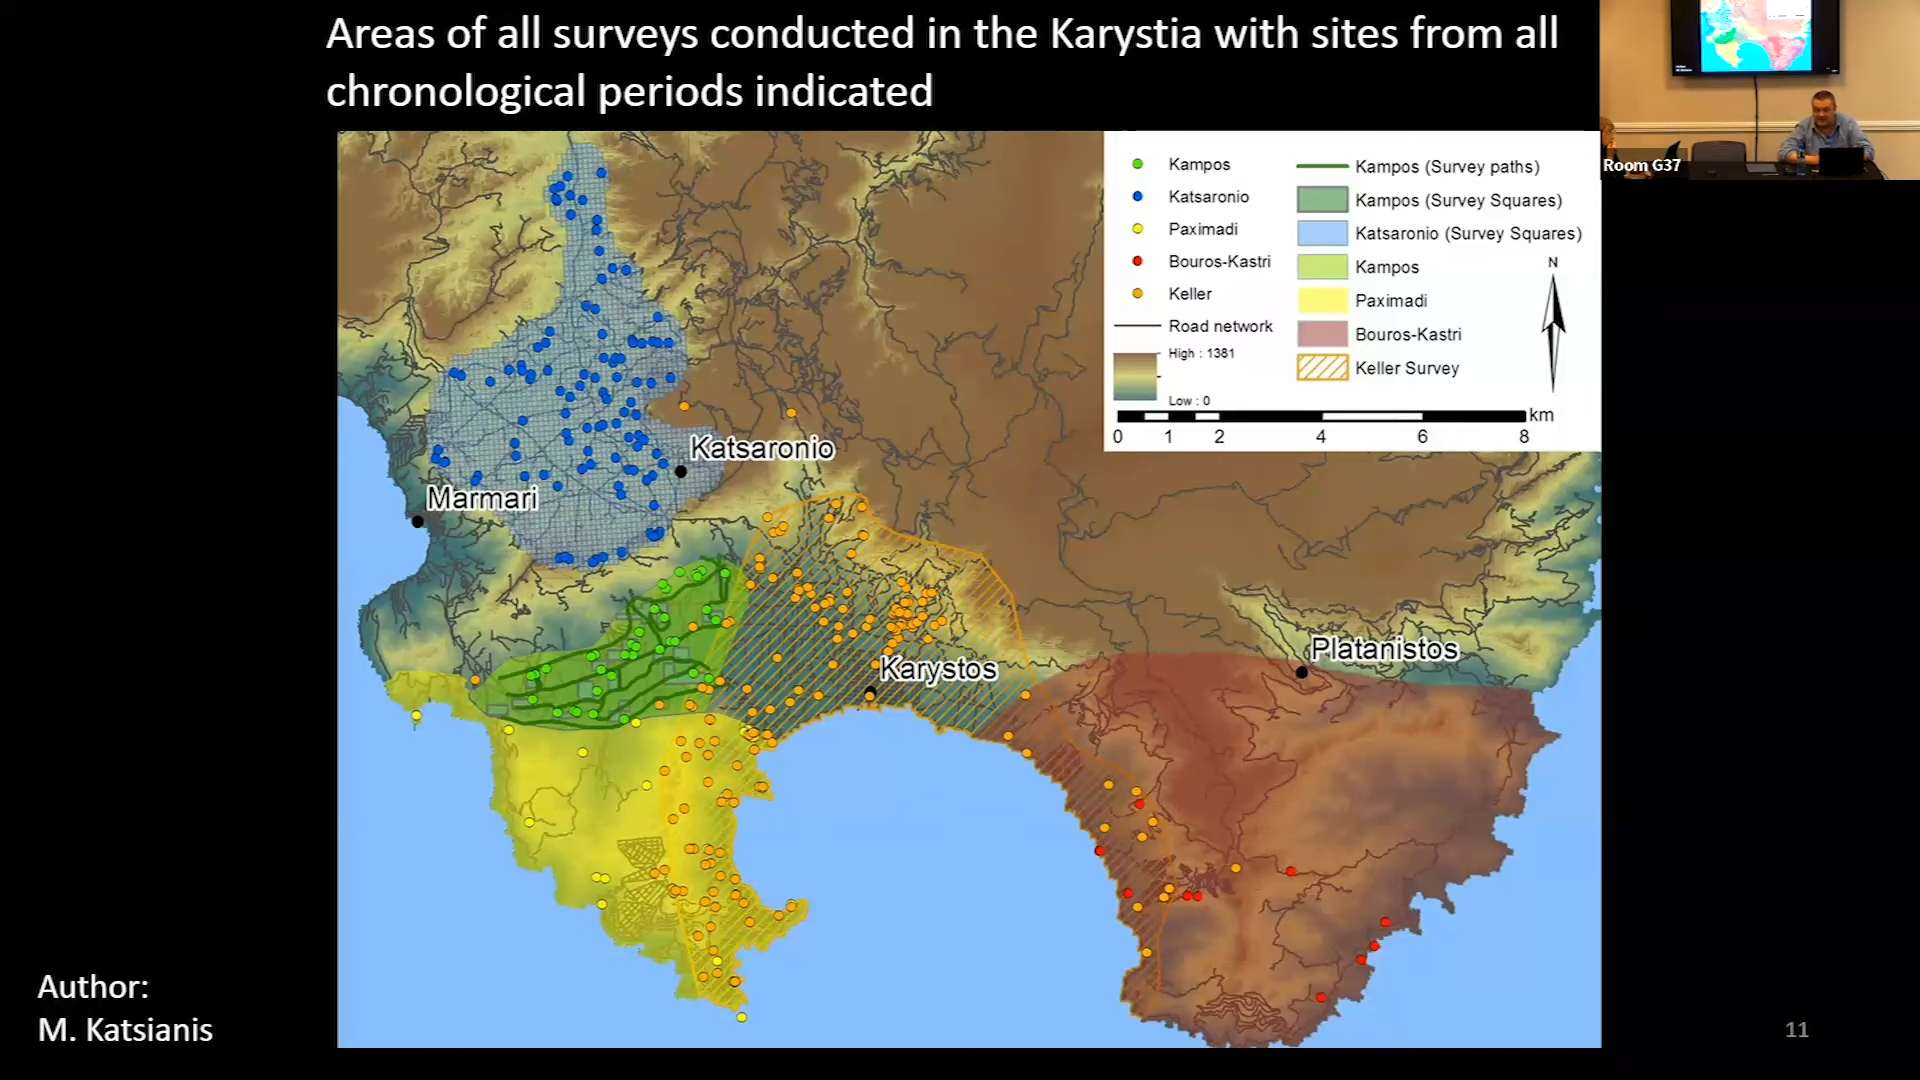 Areas of all surveys conducted in the Karystia with sites from all
chronological periods indicated
Room G37
Kampos
Katsaronio
Paximadi
Bouros-Kastri
Keller
Road network
High : 1381
Low : 0
Kampos (Survey paths)
Kampos (Survey Squares)
Katsaronio (Survey Squares)
Kampos
Paximadi
Bouros-Kastri
Keller Survey
N
km
0 1 2 4 6 8
Katsaronio
Marmari
Karystos
Platanistos
Author:
M. Katsianis
11